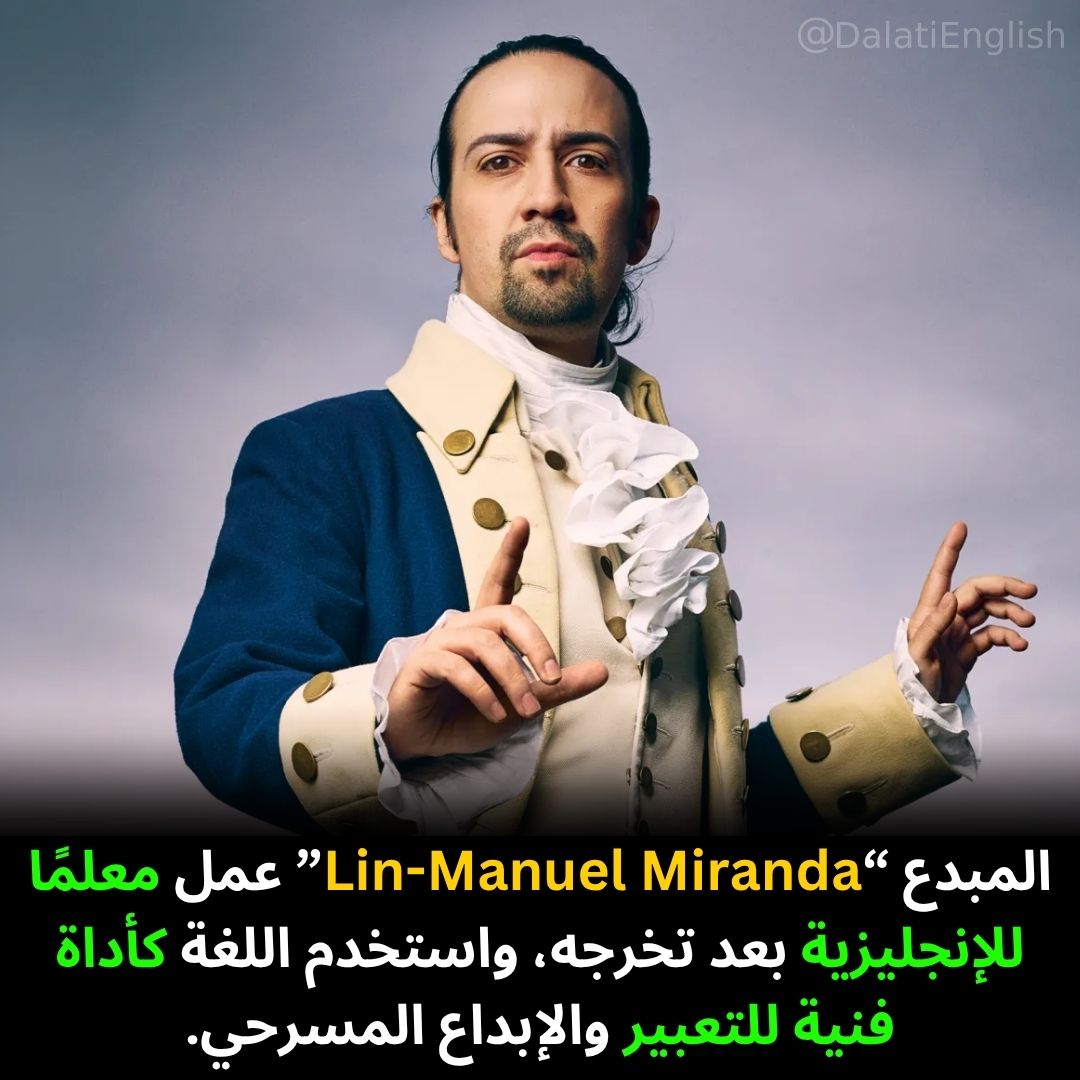 @DalatiEnglish
المبدع “Lin-Manuel Miranda” عمل معلمًا
للإنجليزية بعد تخرجه، واستخدم اللغة كأداة
فنية للتعبير والإبداع المسرحي.